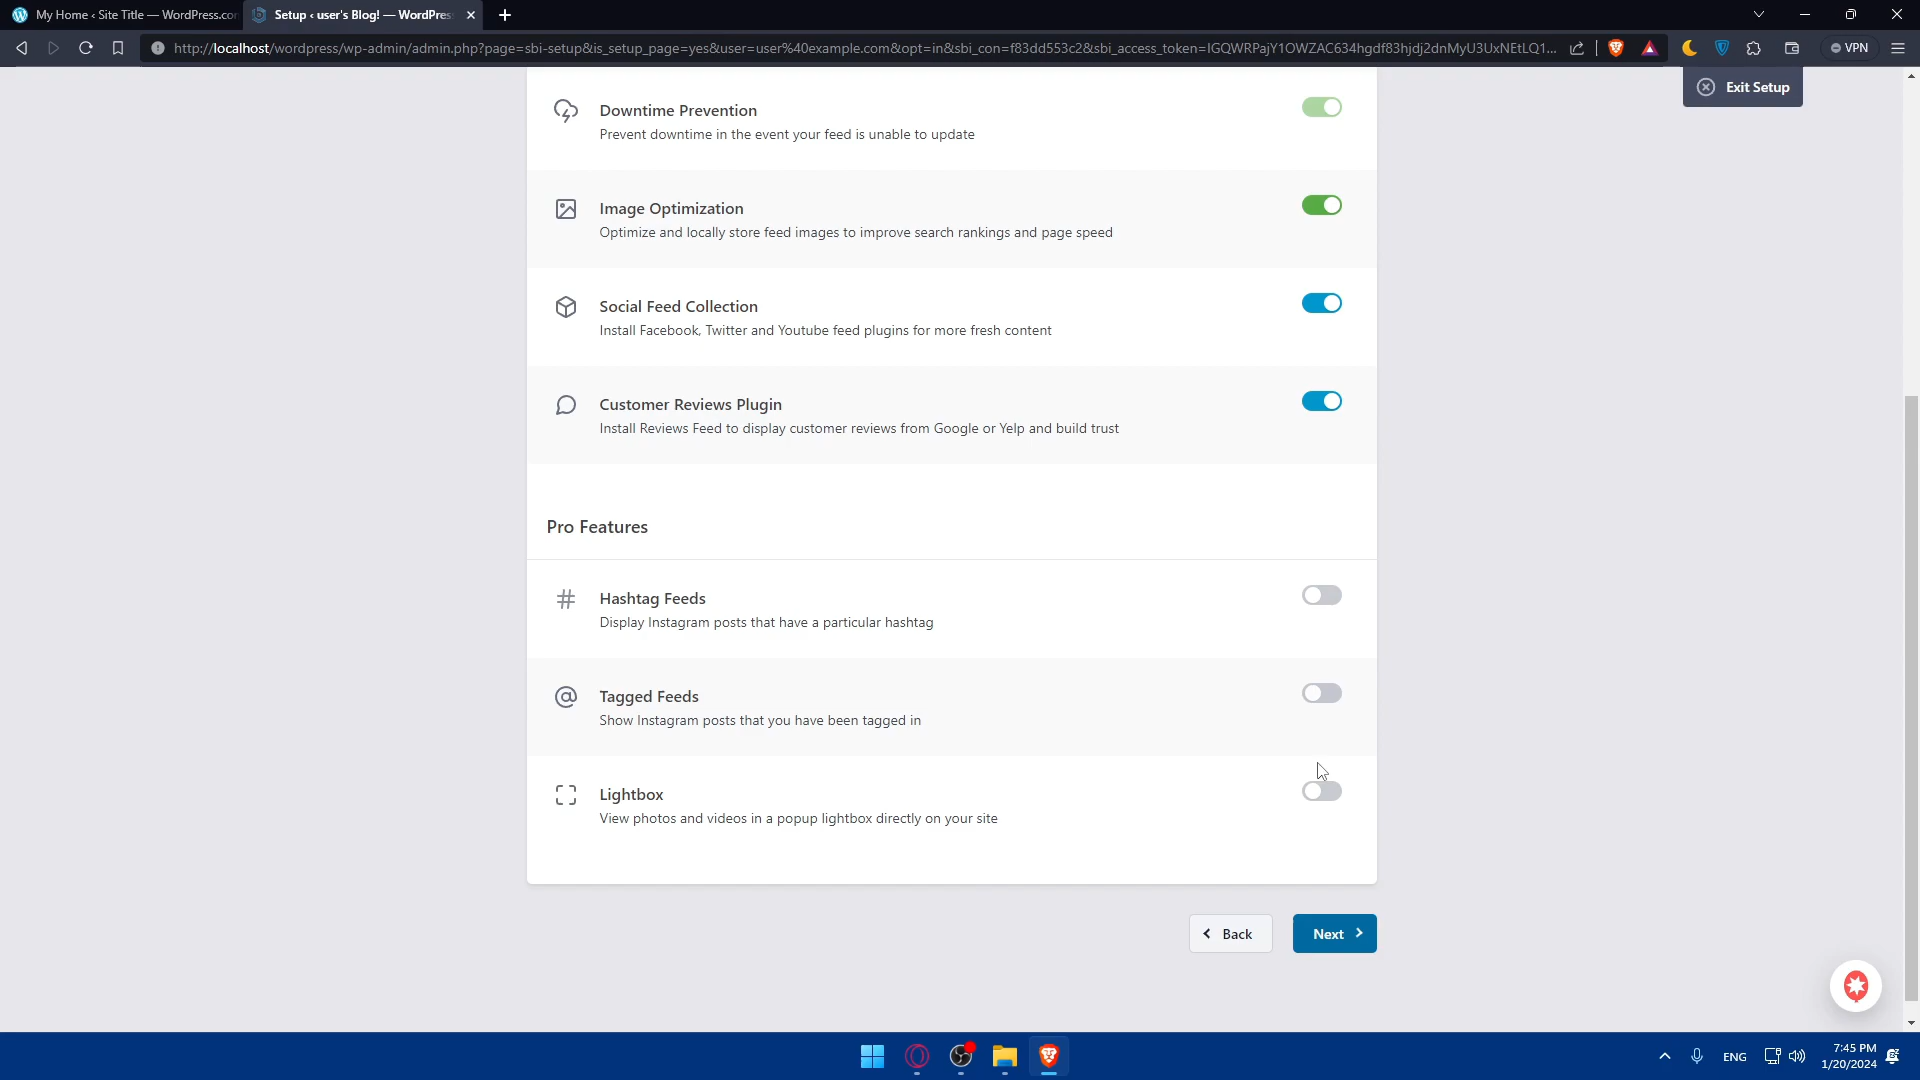 My Home ‹ Site Title — WordPress.co
Setup ‹ user's Blog! — WordPres
http://localhost/wordpress/wp-admin/admin.php?page=sbi-setup&is_setup_page=yes&user=user%40example.com&opt=in&sbi_con=f83dd553c2&sbi_access_token=IGQWRPajY1OWZAC634hgdf83hjdj2dnMyU3UxNEtLQ1...
VPN
Exit Setup
Downtime Prevention
Prevent downtime in the event your feed is unable to update
Image Optimization
Optimize and locally store feed images to improve search rankings and page speed
Social Feed Collection
Install Facebook, Twitter and Youtube feed plugins for more fresh content
Customer Reviews Plugin
Install Reviews Feed to display customer reviews from Google or Yelp and build trust
Pro Features
Hashtag Feeds
Display Instagram posts that have a particular hashtag
Tagged Feeds
Show Instagram posts that you have been tagged in
Lightbox
View photos and videos in a popup lightbox directly on your site
Back
Next
ENG
7:45 PM
1/20/2024